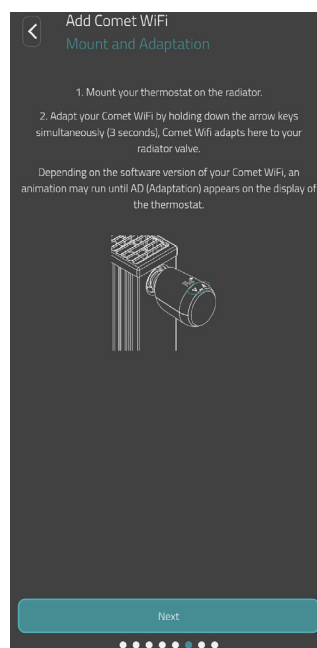 Add Comet WiFi
Mount and Adaptation
1. Mount your thermostat on the radiator.
2. Adapt your Comet WiFi by holding down the arrow keys
simultaneously (3 seconds), Comet Wifi adapts here to your
radiator valve.
Depending on the software version of your Comet WiFi, an
animation may run until AD (Adaptation) appears on the display of
the thermostat.
Next